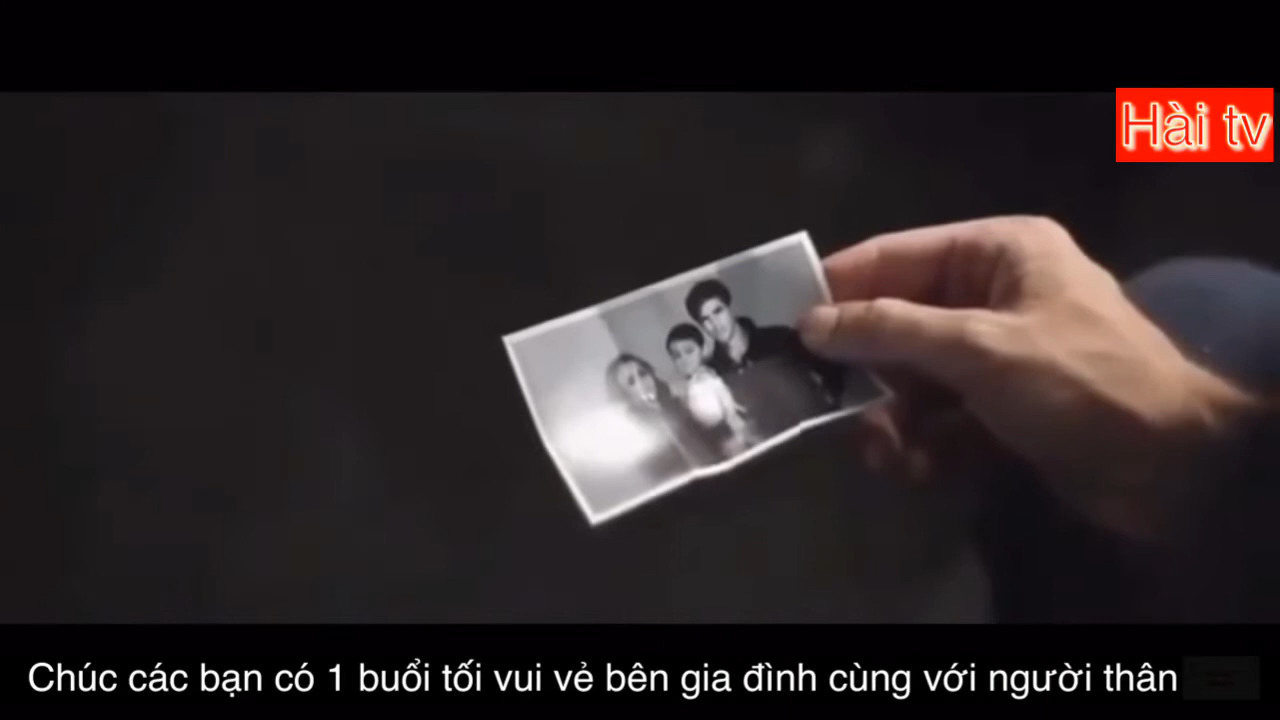 Hài tv
Chúc các bạn có 1 buổi tối vui vẻ bên gia đình cùng với người thân